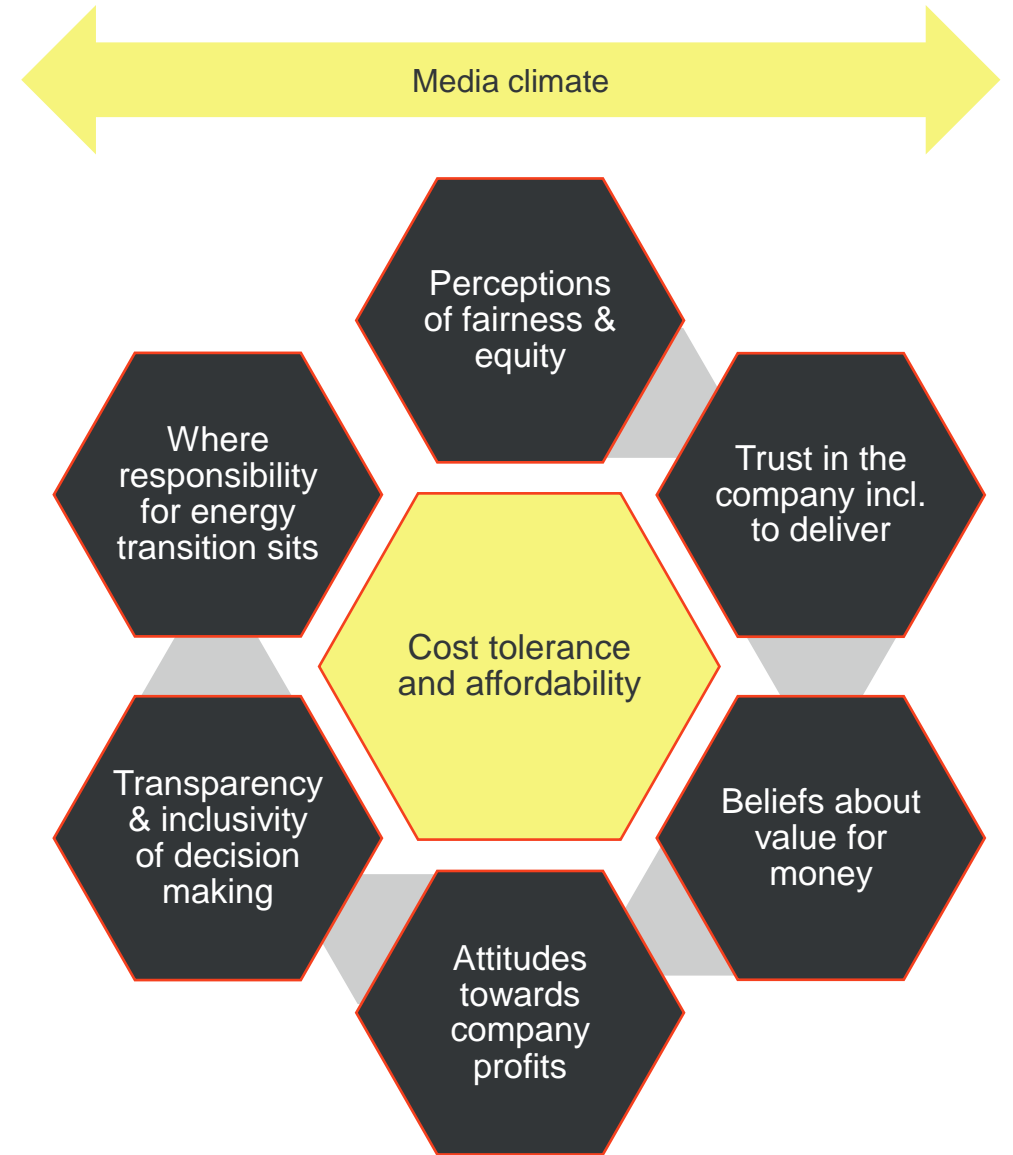 Media climate
Perceptions
of fairness &
equity
Trust in the
company incl.
to deliver
Beliefs about
value for
money
Attitudes
towards
company
profits
Transparency
& inclusivity
of decision
making
Where
responsibility
for energy
transition sits
Cost tolerance
and affordability